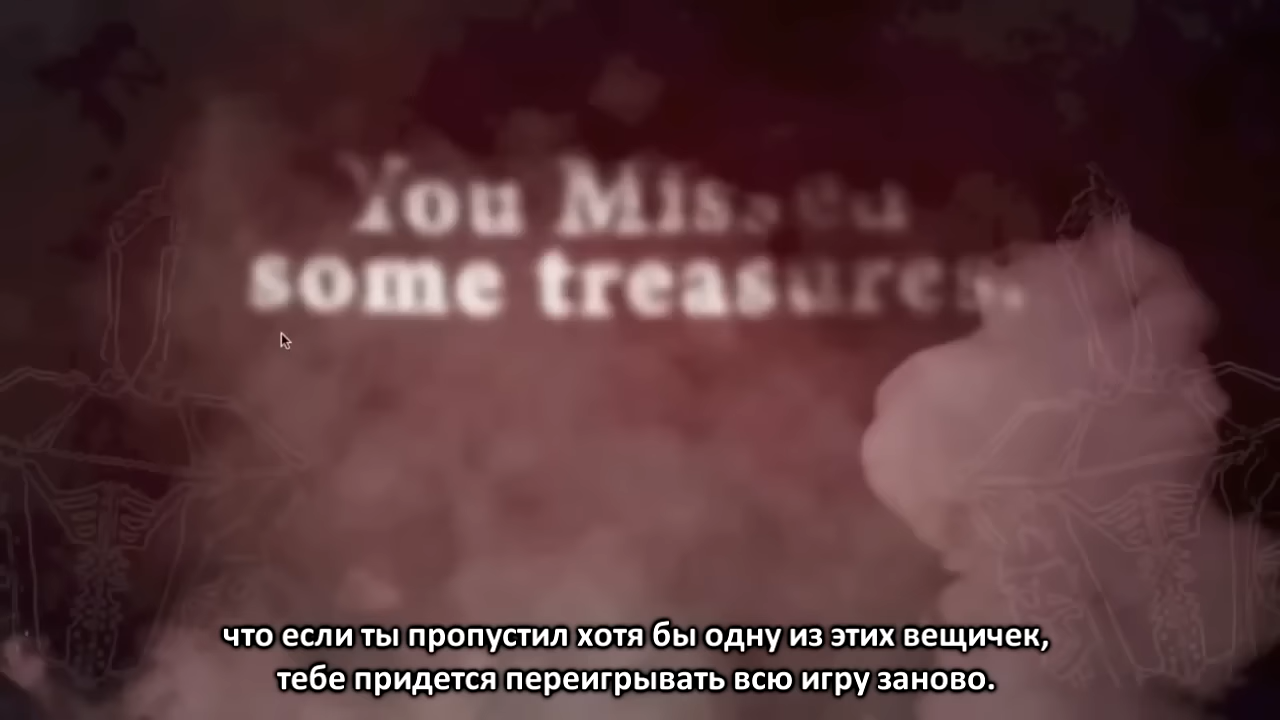 You Missed
some treasures.
что если ты пропустил хотя бы одну из этих вещичек,
тебе придется переигрывать всю игру заново.